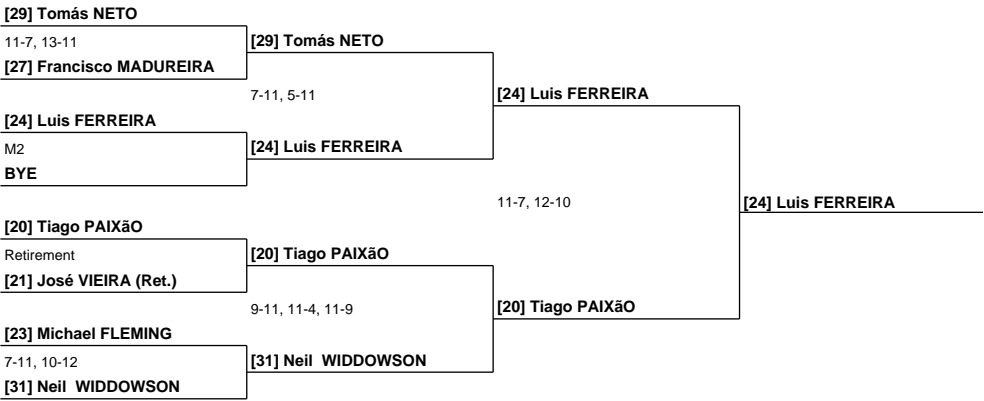 [29] Tomás NETO
11-7, 13-11
[27] Francisco MADUREIRA
[24] Luis FERREIRA
M2
BYE
[20] Tiago PAIXãO
Retirement
[21] José VIEIRA (Ret.)
[23] Michael FLEMING
7-11, 10-12
[31] Neil  WIDDOWSON
[29] Tomás NETO
7-11, 5-11
[24] Luis FERREIRA
[20] Tiago PAIXãO
9-11, 11-4, 11-9
[31] Neil  WIDDOWSON
[24] Luis FERREIRA
11-7, 12-10
[20] Tiago PAIXãO
[24] Luis FERREIRA